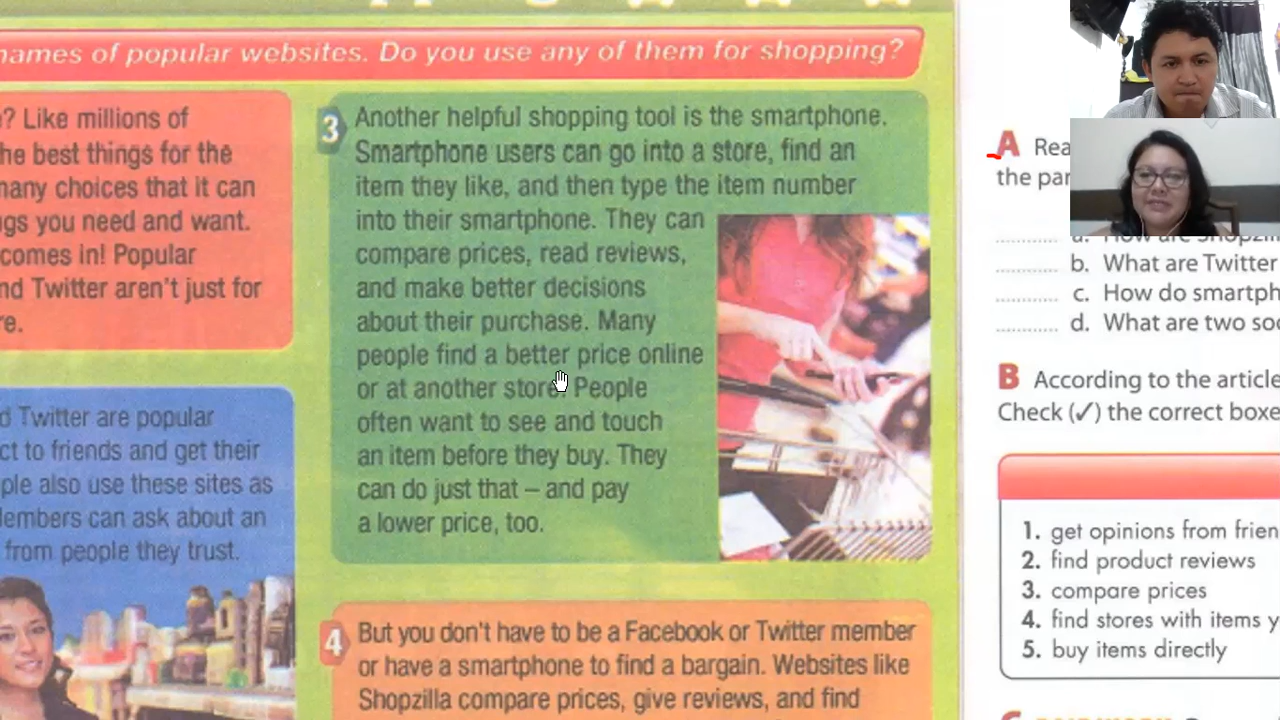 names of popular websites. Do you use any of them for shopping?
? Like millions of
he best things for the
many choices that it can
gs you need and want.
comes in! Popular
nd Twitter aren't just for
re.
d Twitter are popular
ct to friends and get their
ple also use these sites as
embers can ask about an
from people they trust.
3
Another helpful shopping tool is the smartphone.
Smartphone users can go into a store, find an
item they like, and then type the item number
into their smartphone. They can
compare prices, read reviews,
and make better decisions
about their purchase. Many
people find a better price online
or at another store. People
often want to see and touch
an item before they buy. They
can do just that – and pay
a lower price, too.
4
But you don't have to be a Facebook or Twitter member
or have a smartphone to find a bargain. Websites like
Shopzilla compare prices, give reviews, and find
A Rea
the par
a. How are Shopzil
b. What are Twitter
c. How do smartph
d. What are two so
B According to the article
Check (✓) the correct boxe
1. get opinions from frien
2. find product reviews
3. compare prices
4. find stores with items y
5. buy items directly